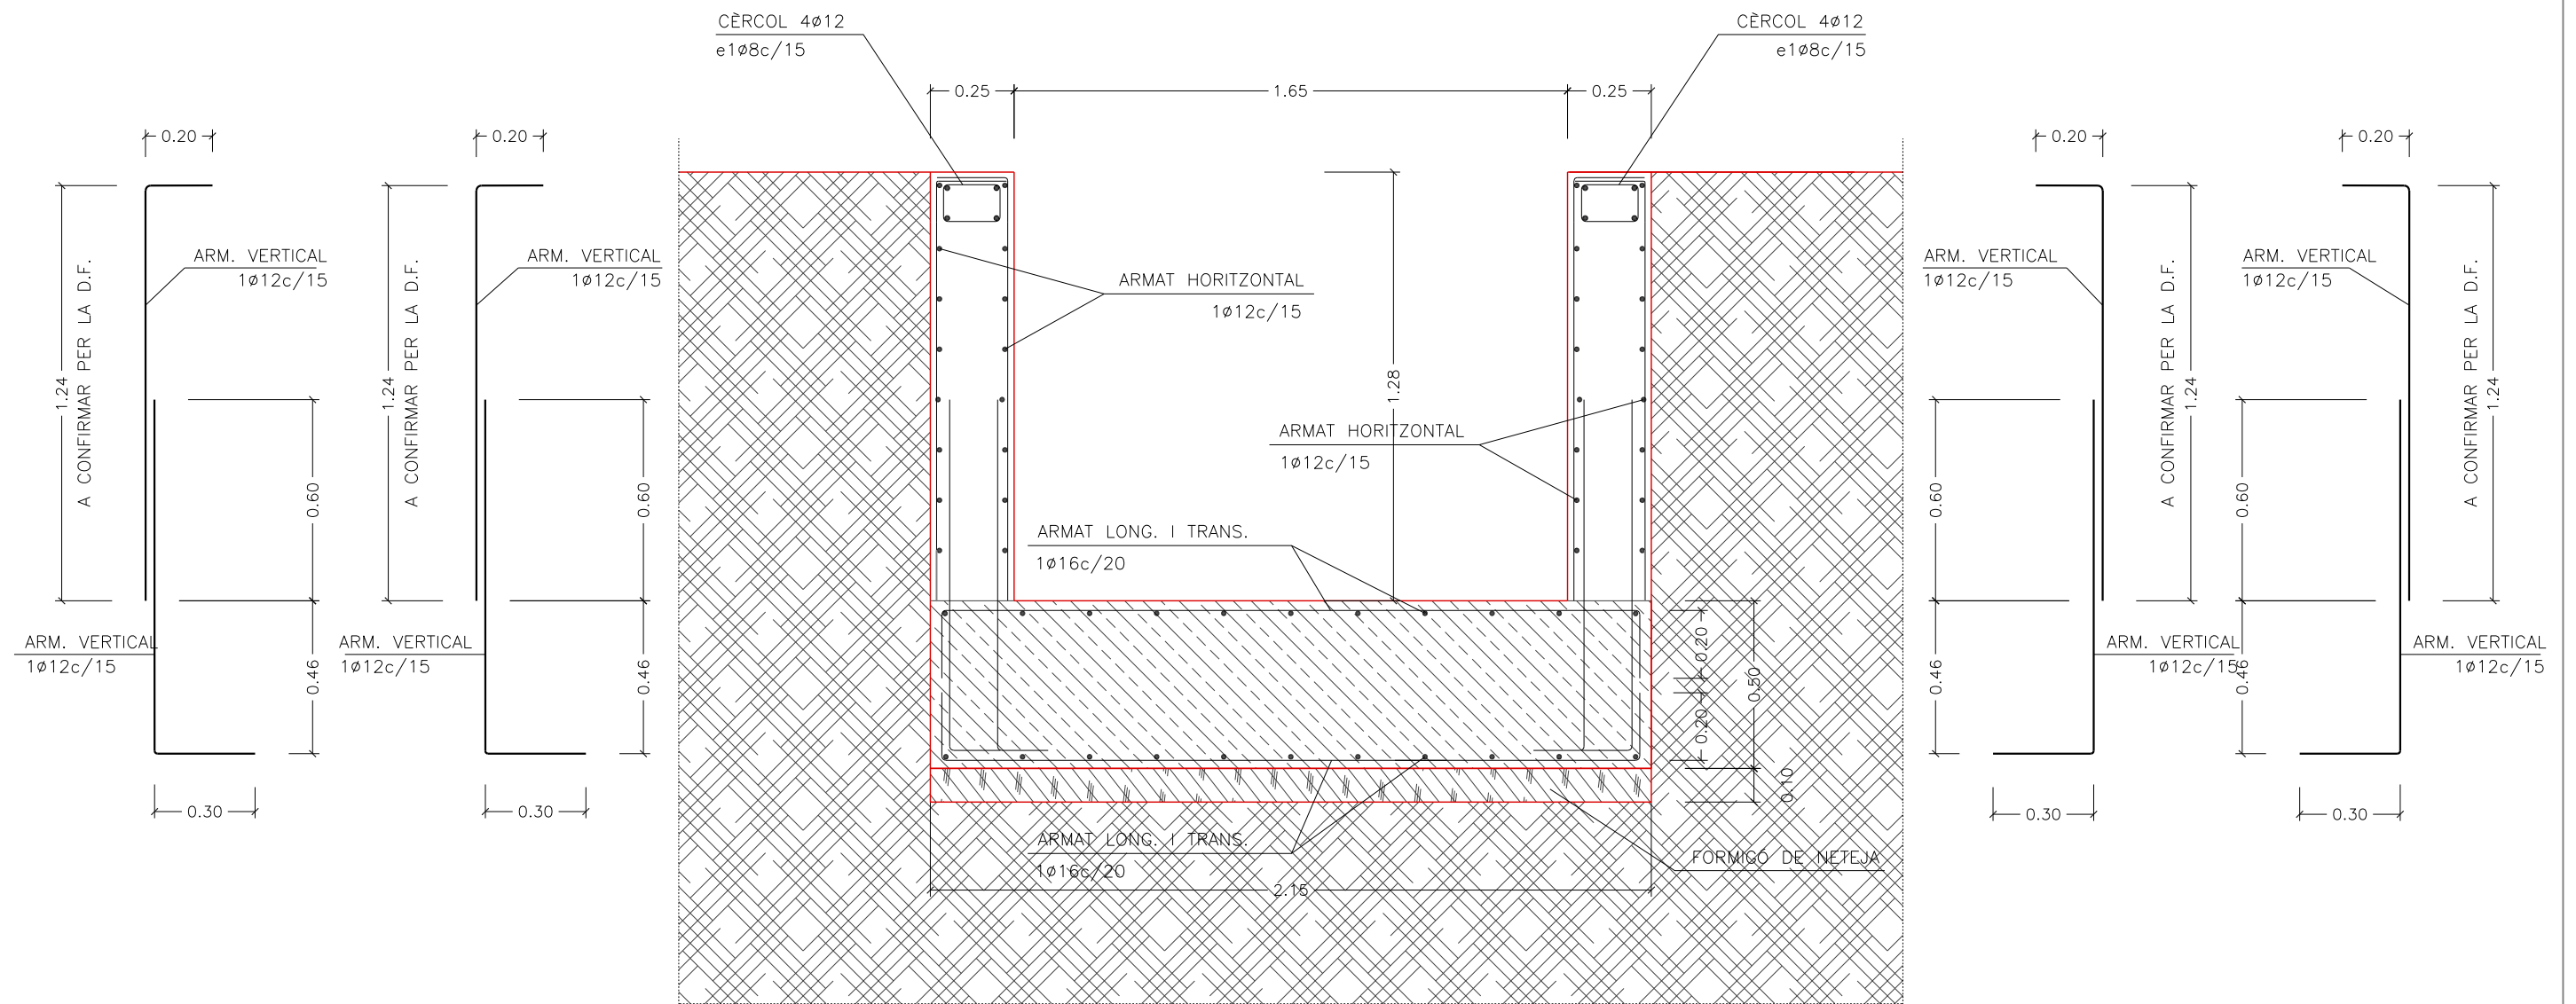 CÈRCOL 4ø12
e1ø8c/15
CÈRCOL 4ø12
e1ø8c/15
0.25
1.65
0.25
0.20
0.20
0.20
0.20
ARM. VERTICAL
1ø12c/15
ARM. VERTICAL
1ø12c/15
ARMAT HORITZONTAL
1ø12c/15
ARM. VERTICAL
1ø12c/15
ARM. VERTICAL
1ø12c/15
1.24
A CONFIRMAR PER LA D.F.
1.24
A CONFIRMAR PER LA D.F.
1.28
A CONFIRMAR PER LA D.F.
1.24
A CONFIRMAR PER LA D.F.
1.24
ARMAT HORITZONTAL
1ø12c/15
0.60
0.60
0.60
0.60
ARMAT LONG. I TRANS.
1ø16c/20
ARM. VERTICAL
1ø12c/15
ARM. VERTICAL
1ø12c/15
ARM. VERTICAL
1ø12c/15
ARM. VERTICAL
1ø12c/15
0.46
0.46
0.20
0.20
0.50
0.10
0.46
0.46
0.30
0.30
0.30
0.30
ARMAT LONG. I TRANS.
1ø16c/20
FORMIGÓ DE NETEJA
2.15